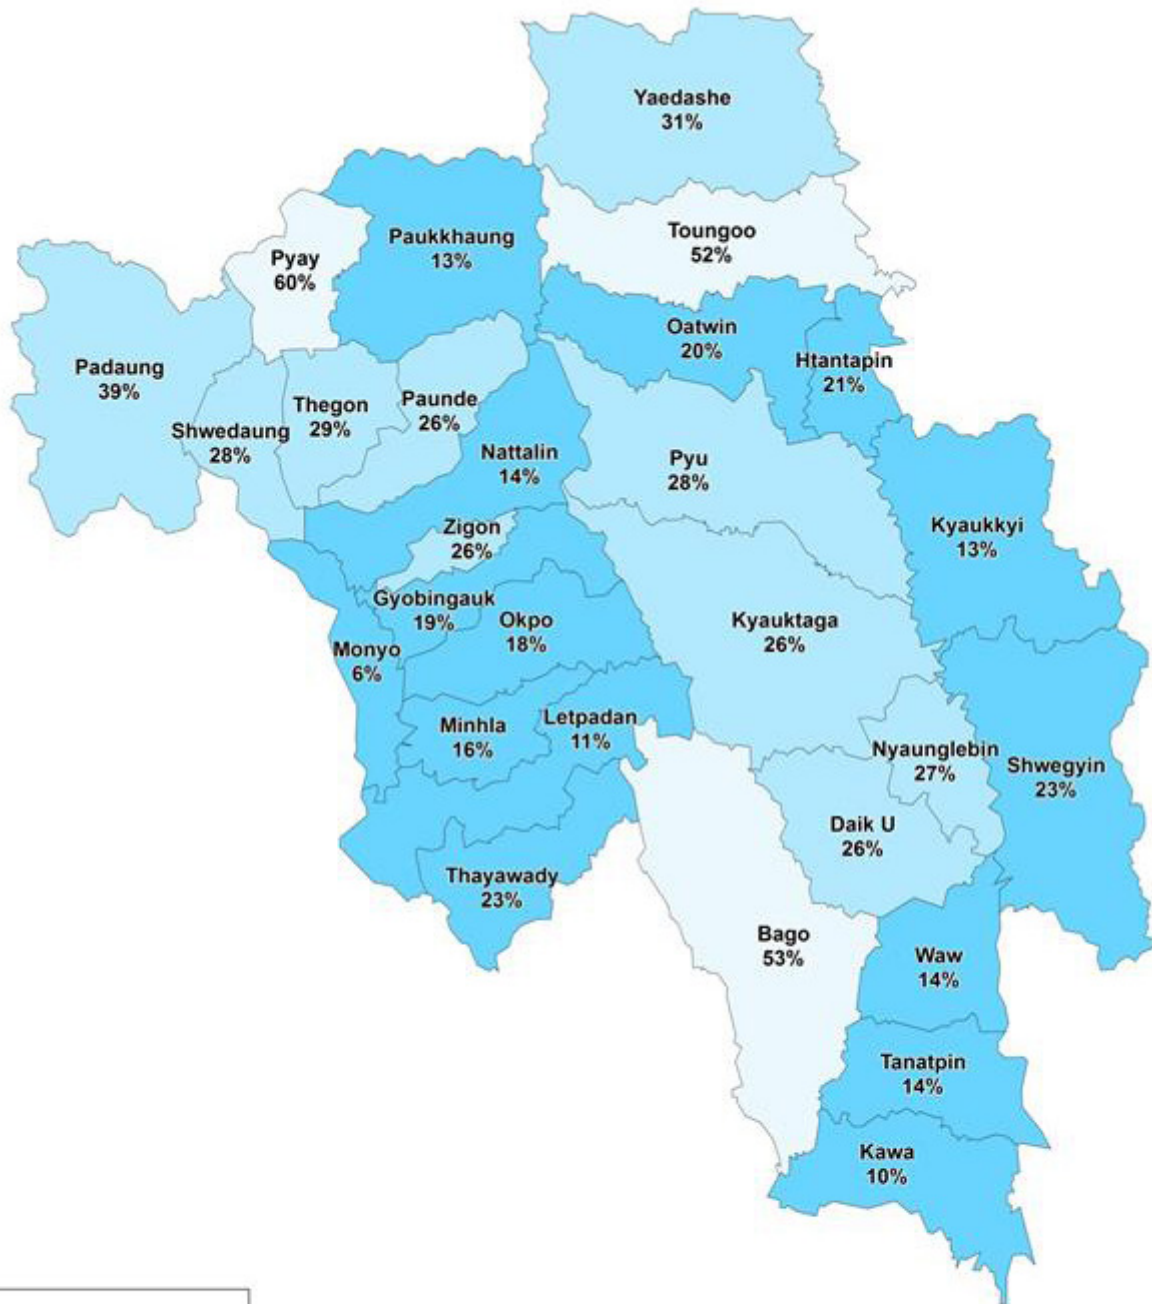 Yaedashe
31%
Toungoo
52%
Paukkhaung
13%
Pyay
60%
Oatwin
20%
Htantapin
21%
Padaung
39%
Shwedaung
28%
Thegon
29%
Paunde
26%
Nattalin
14%
Pyu
28%
Kyaukkyi
13%
Zigon
26%
Gyobingauk
19%
Okpo
18%
Kyauktaga
26%
Monyo
6%
Minhla
16%
Letpadan
11%
Nyaunglebin
27%
Shwegyin
23%
Daik U
26%
Thayawady
23%
Bago
53%
Waw
14%
Tanatpin
14%
Kawa
10%